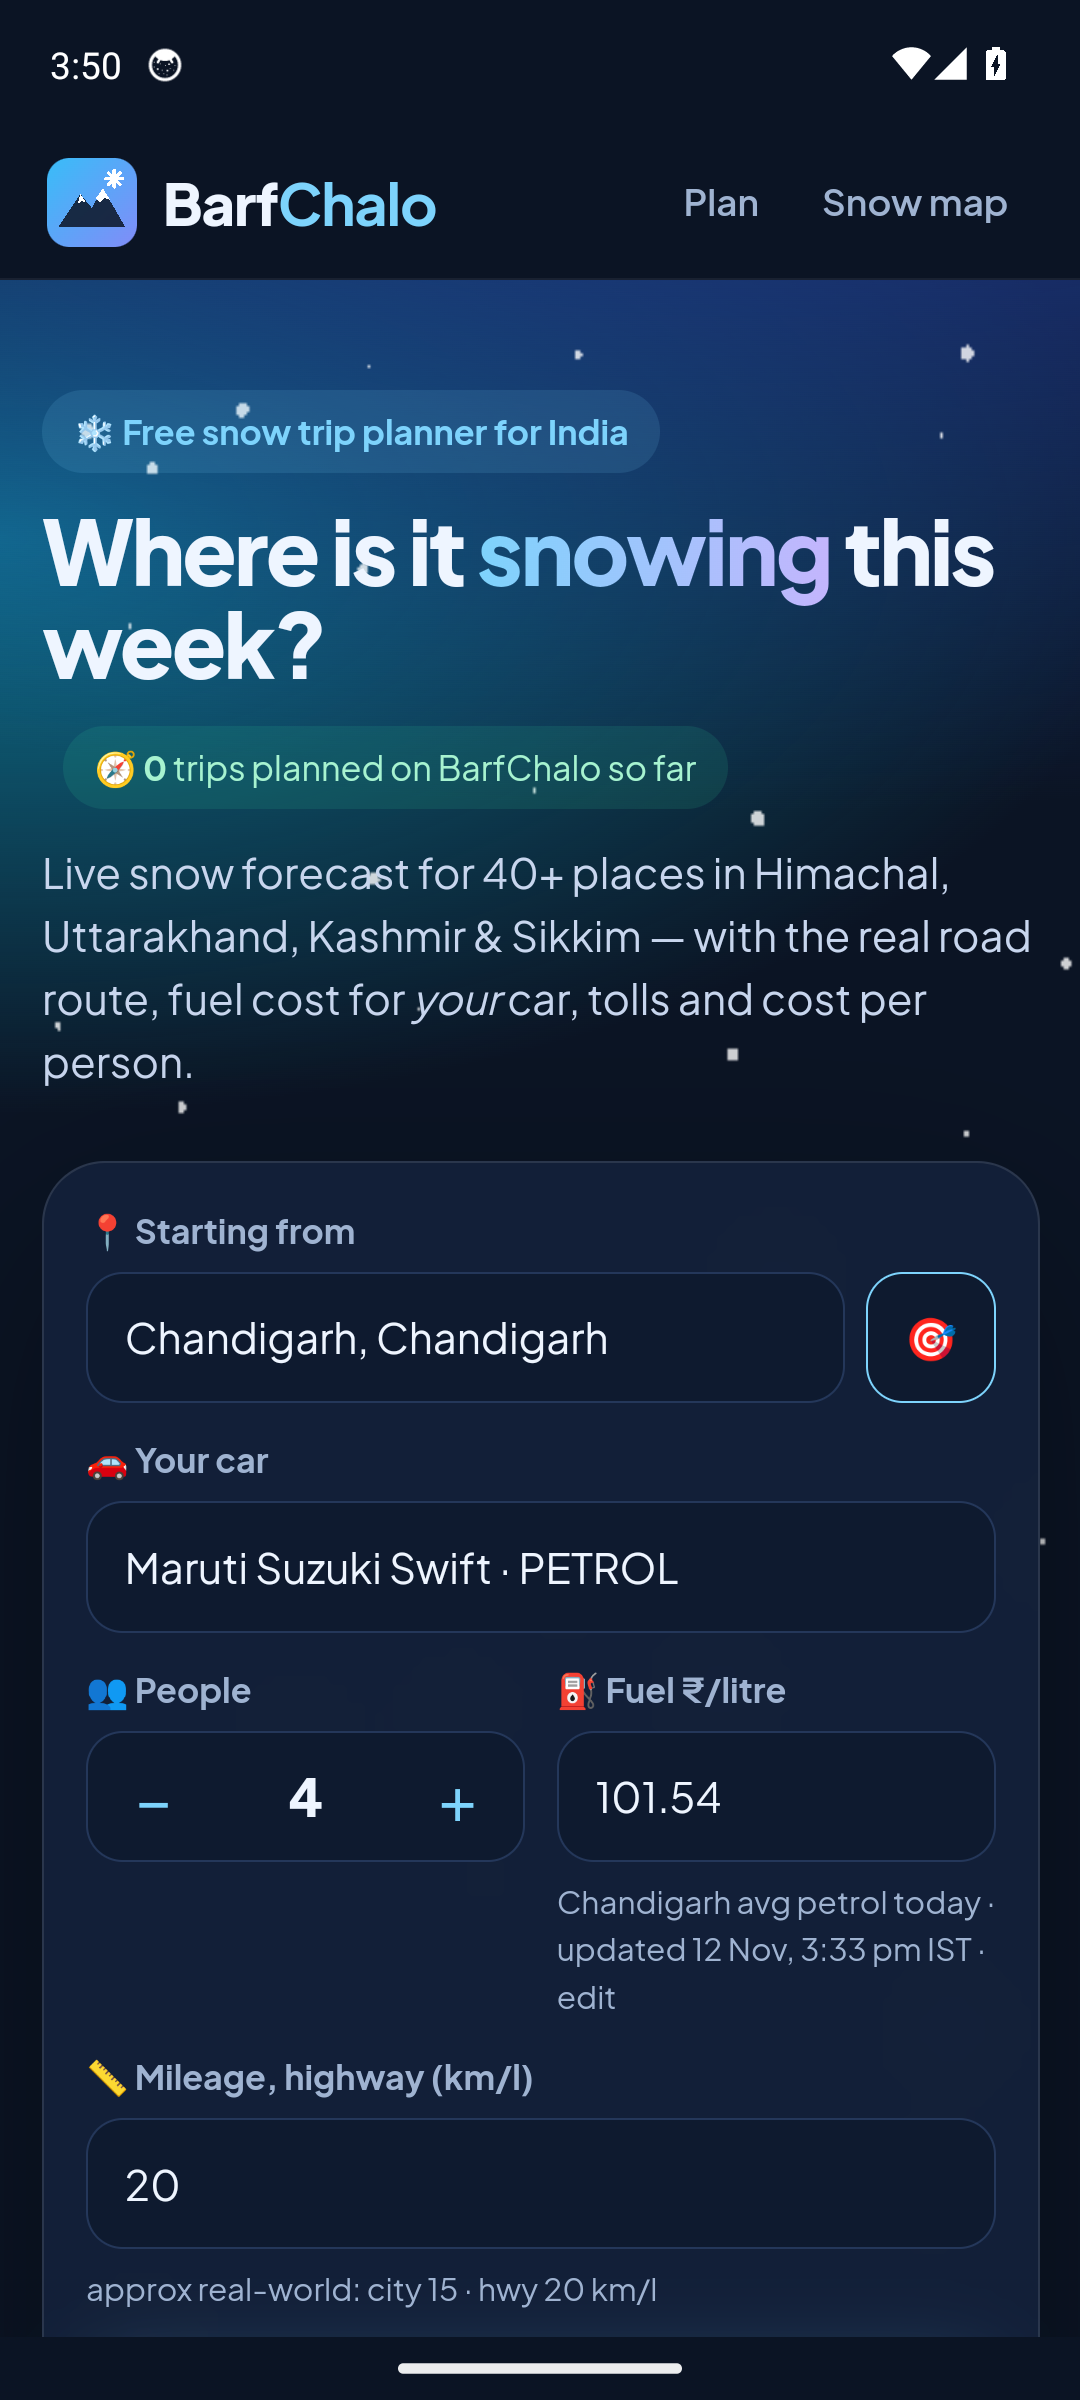 3:50
BarfChalo
Plan
Snow map
Free snow trip planner for India
Where is it snowing this
week?
0 trips planned on BarfChalo so far
Live snow forecast for 40+ places in Himachal,
Uttarakhand, Kashmir & Sikkim — with the real road
route, fuel cost for your car, tolls and cost per
person.
Starting from
Chandigarh, Chandigarh
Your car
Maruti Suzuki Swift · PETROL
People
Fuel ₹/litre
− 4 +
101.54
Chandigarh avg petrol today ·
updated 12 Nov, 3:33 pm IST ·
edit
Mileage, highway (km/l)
20
approx real-world: city 15 · hwy 20 km/l